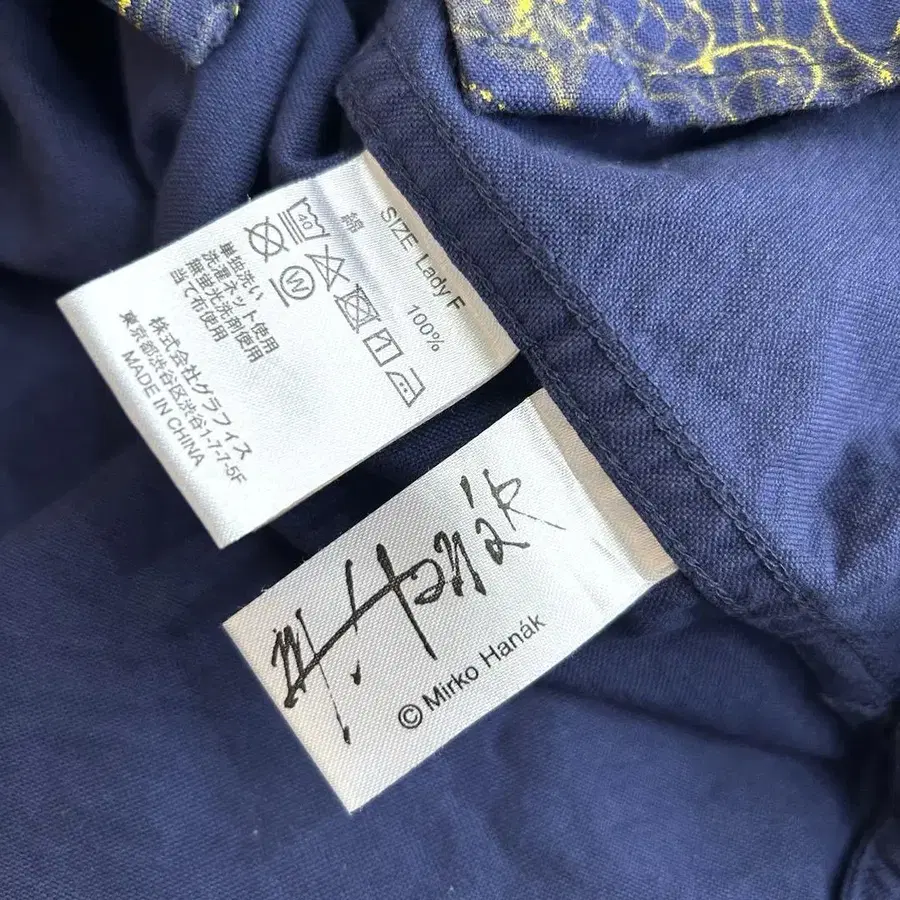 SIZE Lady F
綿 100%
40
W
単独洗い
洗濯ネット使用
無蛍光洗剤使用
当て布使用
株式会社グラフィス
東京都渋谷区渋谷1-7-7-5F
MADE IN CHINA
M. Hanák
© Mirko Hanák